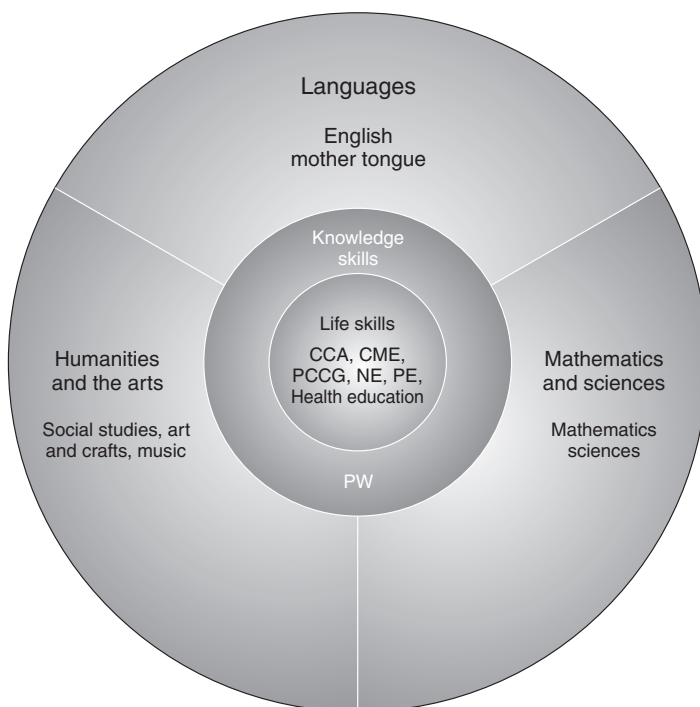 Languages
English
mother tongue
Knowledge
skills
Life skills
CCA, CME,
PCCG, NE, PE,
Health education
PW
Humanities
and the arts
Social studies, art
and crafts, music
Mathematics
and sciences
Mathematics
sciences